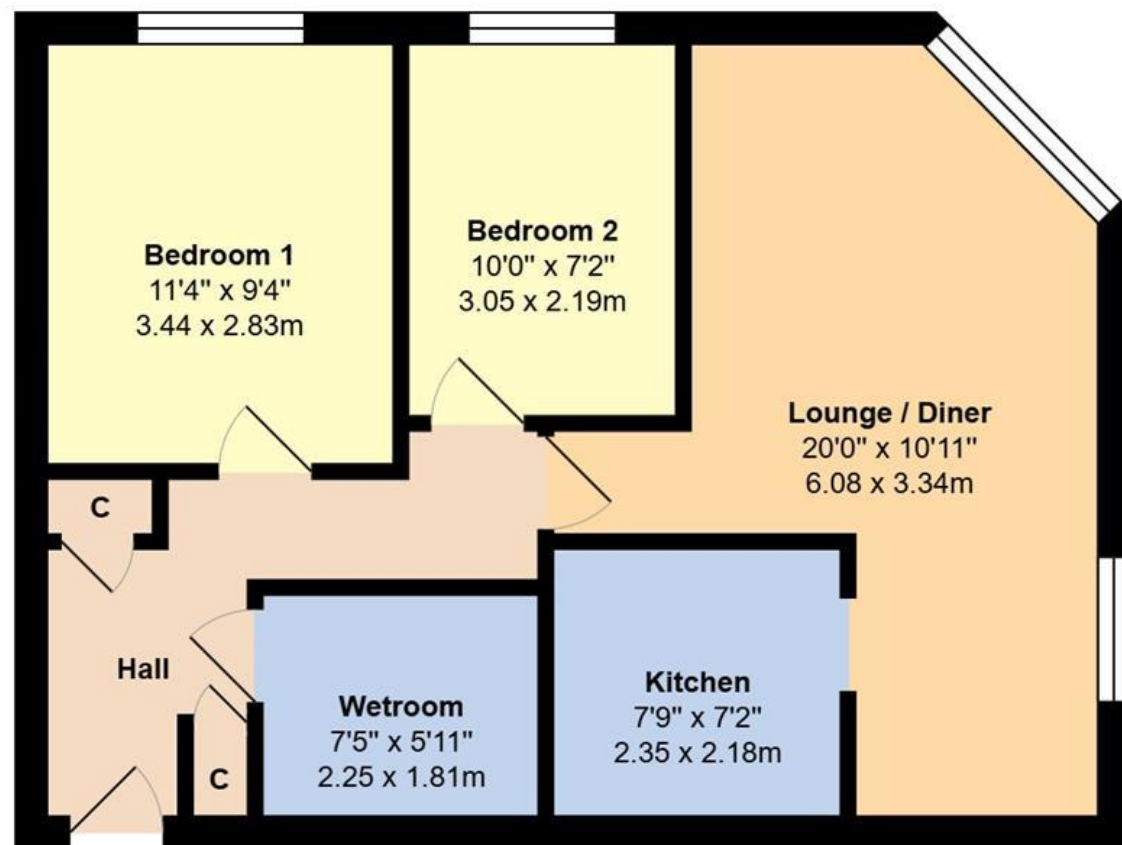 Bedroom 1
11'4" x 9'4"
3.44 x 2.83m
Bedroom 2
10'0" x 7'2"
3.05 x 2.19m
Lounge / Diner
20'0" x 10'11"
6.08 x 3.34m
C
Hall
Wetroom
7'5" x 5'11"
2.25 x 1.81m
Kitchen
7'9" x 7'2"
2.35 x 2.18m
C